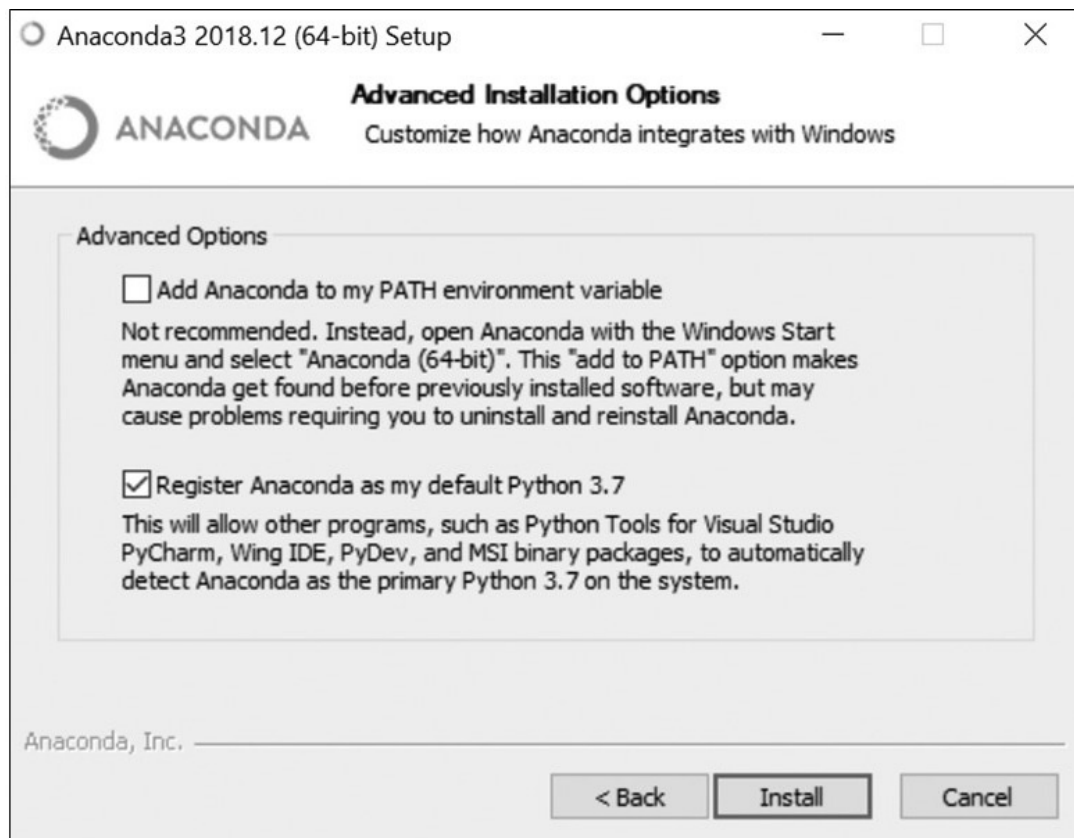 Anaconda3 2018.12 (64-bit) Setup
ANACONDA
Advanced Installation Options
Customize how Anaconda integrates with Windows
Advanced Options
Add Anaconda to my PATH environment variable
Not recommended. Instead, open Anaconda with the Windows Start
menu and select "Anaconda (64-bit)". This "add to PATH" option makes
Anaconda get found before previously installed software, but may
cause problems requiring you to uninstall and reinstall Anaconda.
Register Anaconda as my default Python 3.7
This will allow other programs, such as Python Tools for Visual Studio
PyCharm, Wing IDE, PyDev, and MSI binary packages, to automatically
detect Anaconda as the primary Python 3.7 on the system.
Anaconda, Inc.
< Back Install Cancel